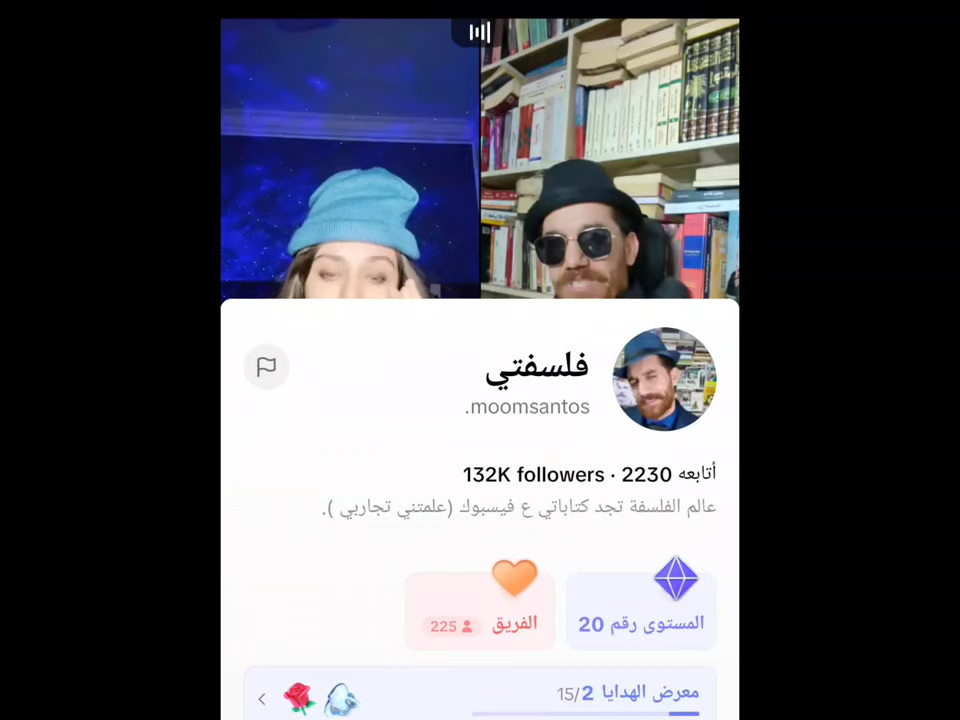 فلسفتي
moomsantos.
أتابعه 2230 · 132K followers
عالم الفلسفة تجد كتاباتي ع فيسبوك (علمتني تجاربي ).
المستوى رقم 20
الفريق 225
معرض الهدايا 2/15